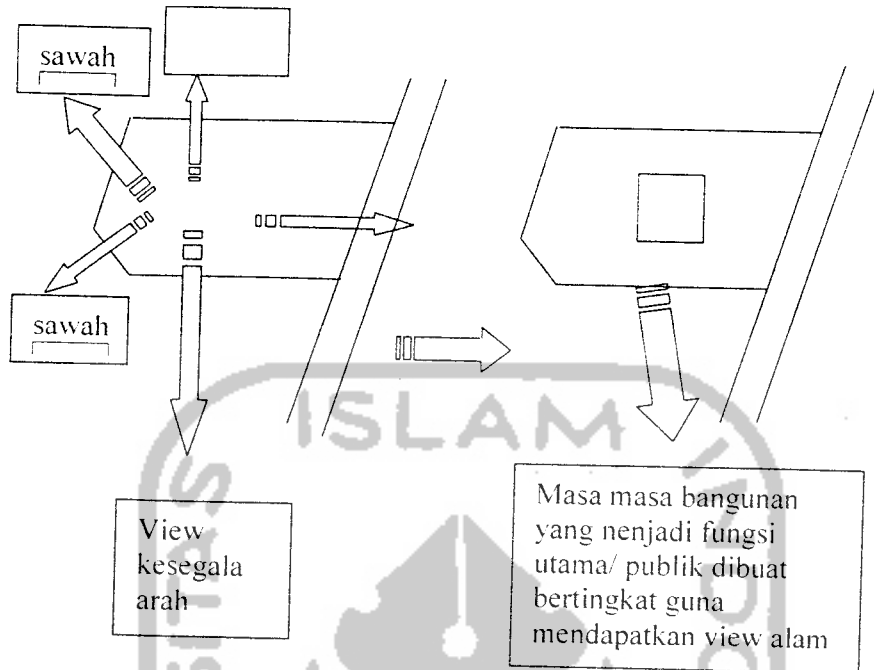 sawah
sawah
View
kesegala
arah
Masa masa bangunan
yang nenjadi fungsi
utama/ publik dibuat
bertingkat guna
mendapatkan view alam
ISLAM
SITAS